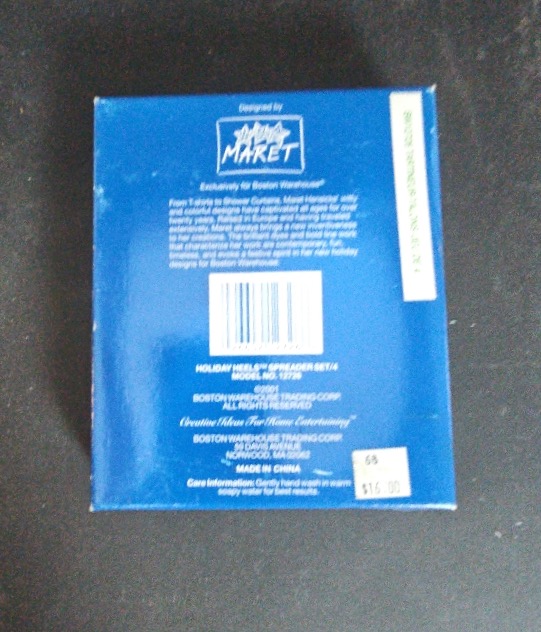 Designed by
MARET
Exclusively for Boston Warehouse®
From T-shirts to Shower Curtains, Maret Hensicks' witty
and colorful designs have captivated all ages for over
twenty years. Raised in Europe and having traveled
extensively, Maret always brings a new inventiveness
to her creations. The brilliant dyes and bold line work
that characterize her work are contemporary, fun,
timeless, and evoke a festive spirit in her new holiday
designs for Boston Warehouse.
HOLIDAY HEELS™ SPREADER SET/4
MODEL NO. 12736
©2001
BOSTON WAREHOUSE TRADING CORP.
ALL RIGHTS RESERVED
Creative Ideas For Home Entertaining™
BOSTON WAREHOUSE TRADING CORP.
59 DAVIS AVENUE
NORWOOD, MA 02062
MADE IN CHINA
Care Information: Gently hand wash in warm
soapy water for best results.
68
$16.00